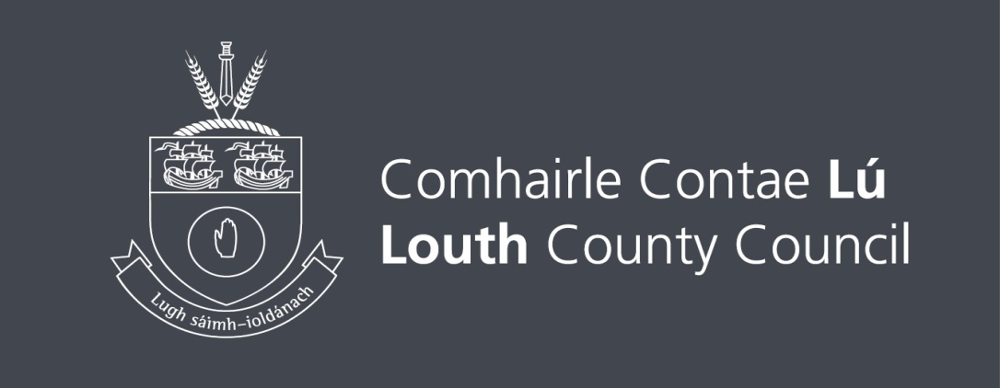 Comhairle Contae Lú
Louth County Council
Lugh sáimh-ioldánach